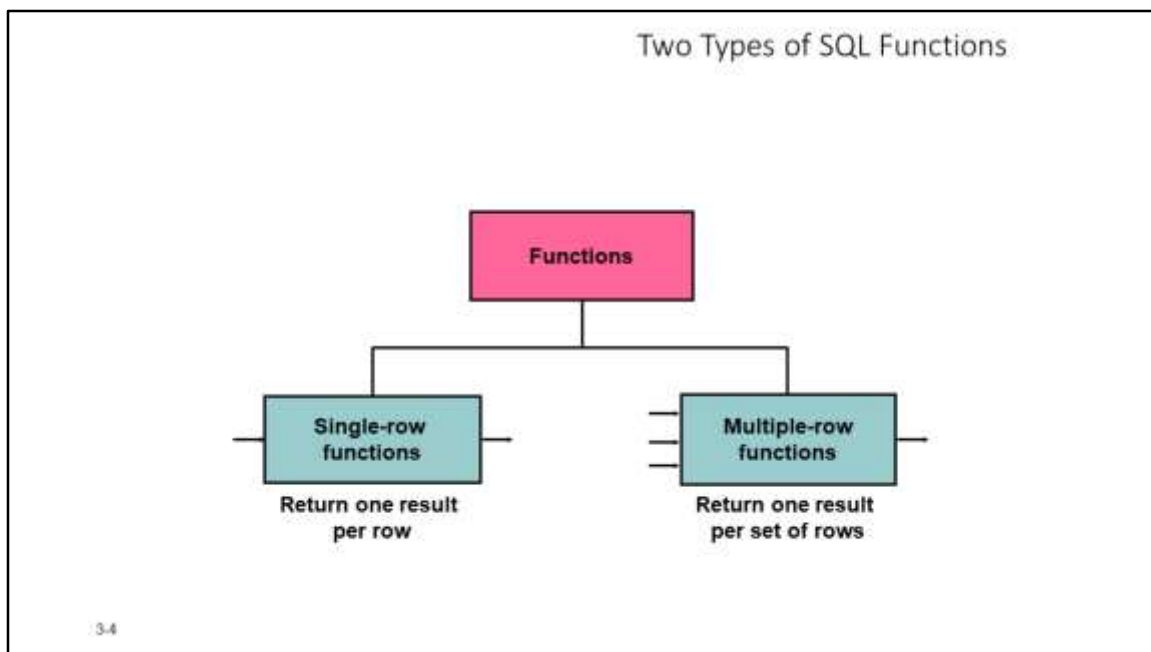 Two Types of SQL Functions
Functions
Single-row
functions
Return one result
per row
Multiple-row
functions
Return one result
per set of rows
3-4